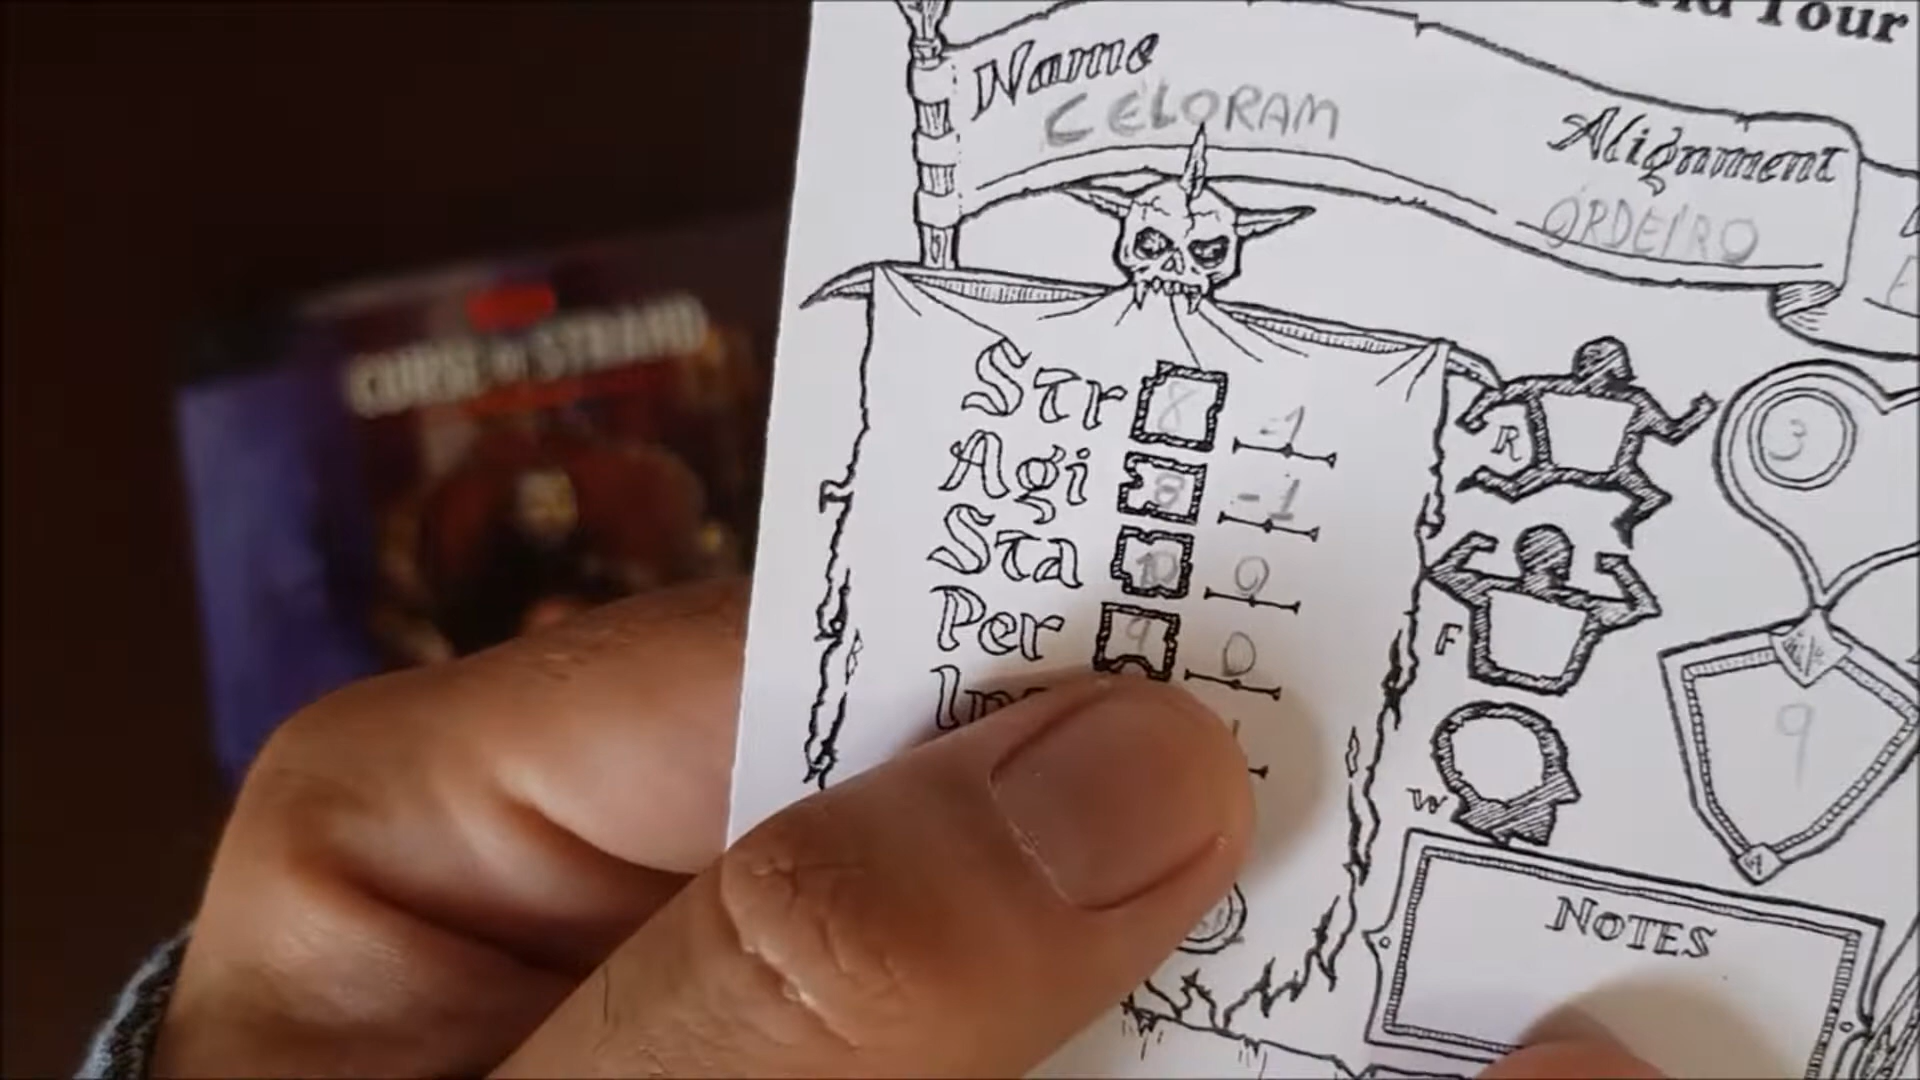 Tour
Name
CELORAM
Alignment
ORDEIRO
CURSE OF STRAHD
Str 8 -1
Agi 8 -1
Sta 10 0
Per 9 0
R
3
F
9
W
NOTES